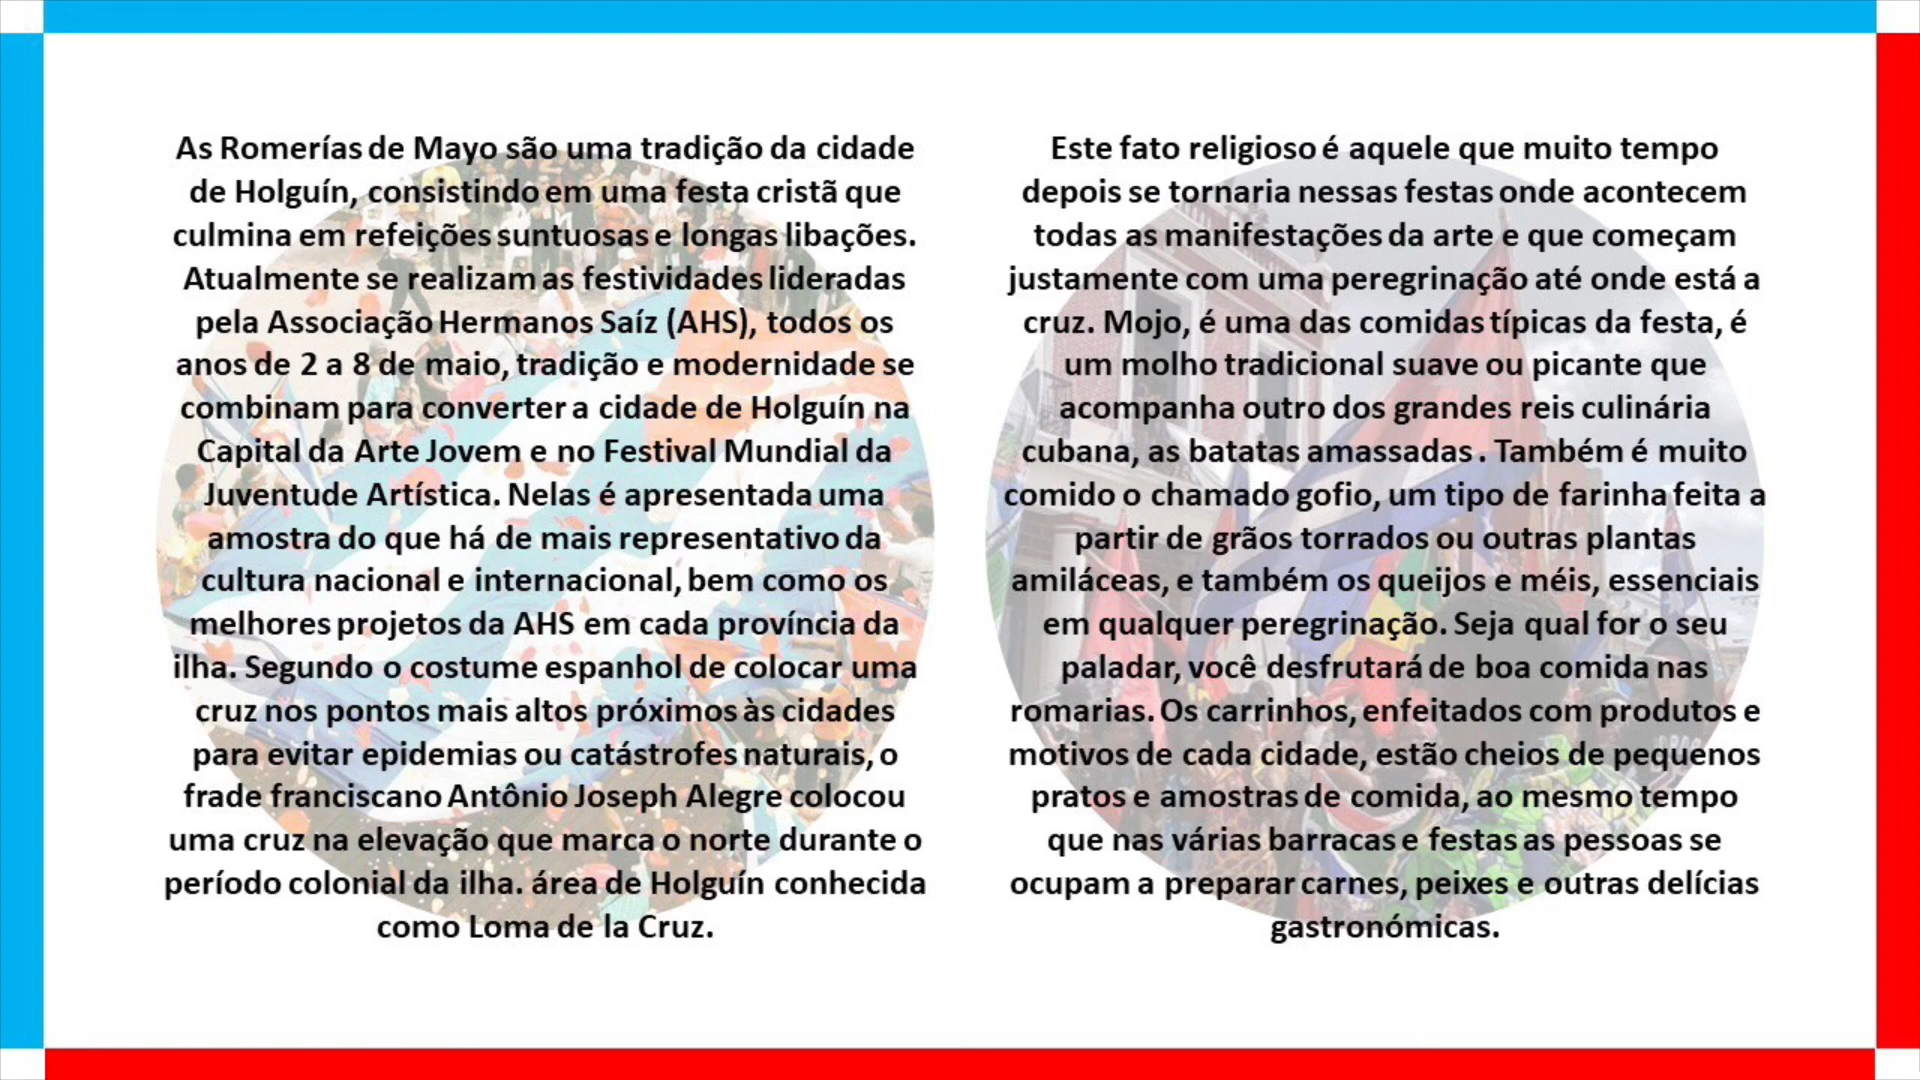 As Romerías de Mayo são uma tradição da cidade
de Holguín, consistindo em uma festa cristã que
culmina em refeições suntuosas e longas libações.
Atualmente se realizam as festividades lideradas
pela Associação Hermanos Saíz (AHS), todos os
anos de 2 a 8 de maio, tradição e modernidade se
combinam para converter a cidade de Holguín na
Capital da Arte Jovem e no Festival Mundial da
Juventude Artística. Nelas é apresentada uma
amostra do que há de mais representativo da
cultura nacional e internacional, bem como os
melhores projetos da AHS em cada província da
ilha. Segundo o costume espanhol de colocar uma
cruz nos pontos mais altos próximos às cidades
para evitar epidemias ou catástrofes naturais, o
frade franciscano Antônio Joseph Alegre colocou
uma cruz na elevação que marca o norte durante o
período colonial da ilha. área de Holguín conhecida
como Loma de la Cruz.
Este fato religioso é aquele que muito tempo
depois se tornaria nessas festas onde acontecem
todas as manifestações da arte e que começam
justamente com uma peregrinação até onde está a
cruz. Mojo, é uma das comidas típicas da festa, é
um molho tradicional suave ou picante que
acompanha outro dos grandes reis culinária
cubana, as batatas amassadas . Também é muito
comido o chamado gofio, um tipo de farinha feita a
partir de grãos torrados ou outras plantas
amiláceas, e também os queijos e méis, essenciais
em qualquer peregrinação. Seja qual for o seu
paladar, você desfrutará de boa comida nas
romarias. Os carrinhos, enfeitados com produtos e
motivos de cada cidade, estão cheios de pequenos
pratos e amostras de comida, ao mesmo tempo
que nas várias barracas e festas as pessoas se
ocupam a preparar carnes, peixes e outras delícias
gastronómicas.